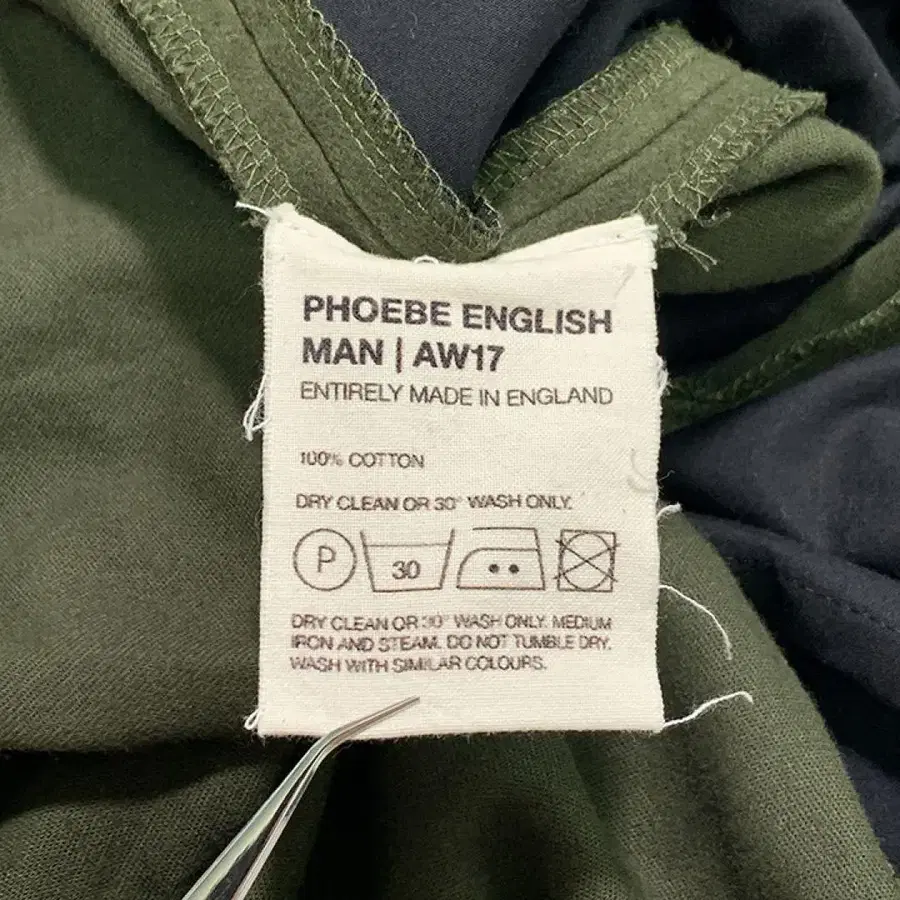 PHOEBE ENGLISH
MAN | AW17
ENTIRELY MADE IN ENGLAND
100% COTTON
DRY CLEAN OR 30° WASH ONLY.
P 30
DRY CLEAN OR 30° WASH ONLY. MEDIUM
IRON AND STEAM. DO NOT TUMBLE DRY.
WASH WITH SIMILAR COLOURS.